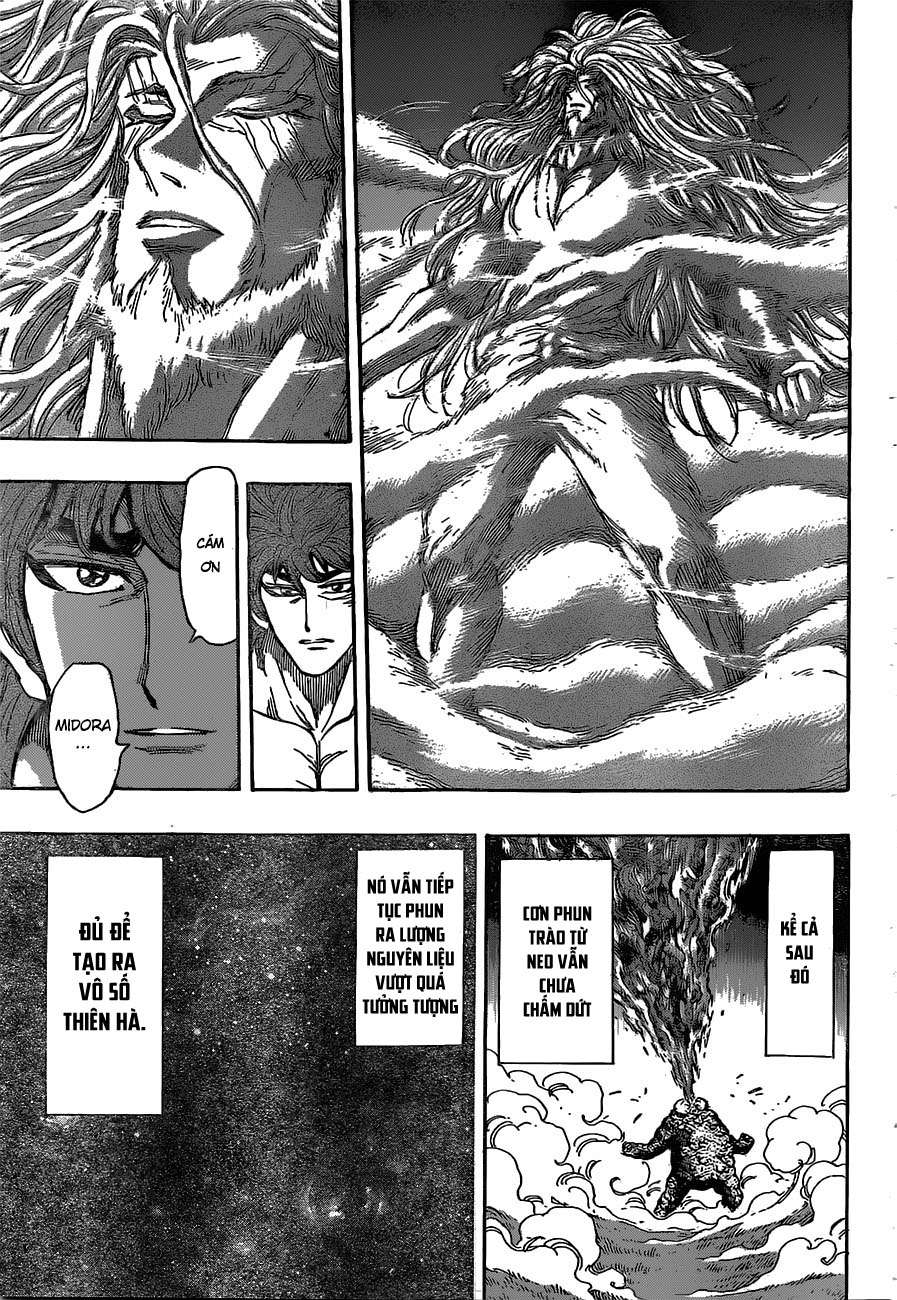 CÁM
ƠN
MIDORA
...
KỂ CẢ
SAU
ĐÓ
CƠN PHUN
TRÀO TỪ
NEO VẪN
CHƯA
CHẤM DỨT
NÓ VẪN TIẾP
TỤC PHUN
RA LƯỢNG
NGUYÊN LIỆU
VƯỢT QUÁ
TƯỞNG TƯỢNG
ĐỦ ĐỂ
TẠO RA
VÔ SỐ
THIÊN HÀ.